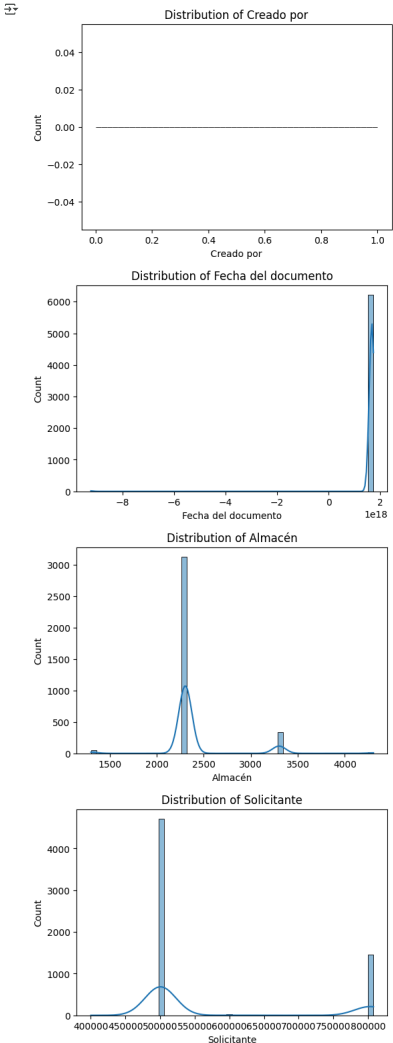 Distribution of Creado por
0.04
0.02
0.00
−0.02
−0.04
Count
0.0 0.2 0.4 0.6 0.8 1.0
Creado por
Distribution of Fecha del documento
6000
5000
4000
3000
2000
1000
0
Count
−8 −6 −4 −2 0 2
1e18
Fecha del documento
Distribution of Almacén
3000
2500
2000
1500
1000
500
0
Count
1500 2000 2500 3000 3500 4000
Almacén
Distribution of Solicitante
4000
3000
2000
1000
0
Count
400000 450000 500000 550000 600000 650000 700000 750000 800000
Solicitante